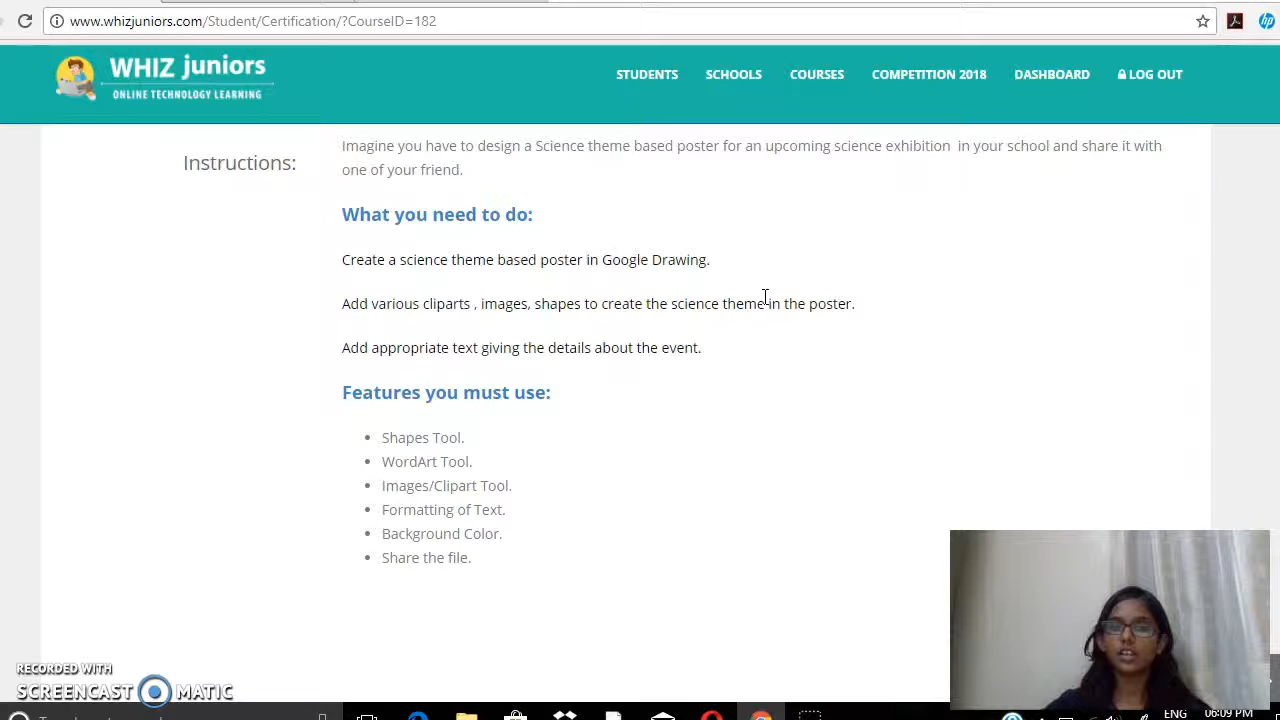 www.whizjuniors.com/Student/Certification/?CourseID=182
WHIZ juniors
ONLINE TECHNOLOGY LEARNING
STUDENTS
SCHOOLS
COURSES
COMPETITION 2018
DASHBOARD
LOG OUT
Instructions:
Imagine you have to design a Science theme based poster for an upcoming science exhibition in your school and share it with
one of your friend.
What you need to do:
Create a science theme based poster in Google Drawing.
Add various cliparts , images, shapes to create the science theme in the poster.
Add appropriate text giving the details about the event.
Features you must use:
Shapes Tool.
WordArt Tool.
Images/Clipart Tool.
Formatting of Text.
Background Color.
Share the file.
RECORDED WITH
SCREENCAST MATIC
ENG
06:09 PM
hp